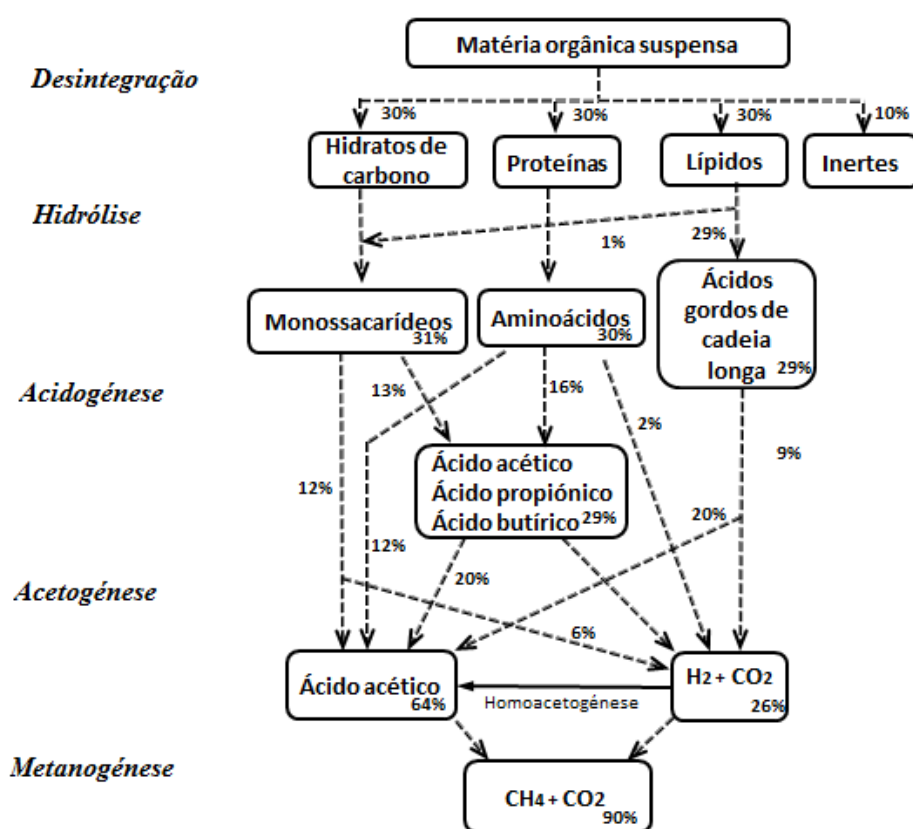 Matéria orgânica suspensa
Desintegração
30%
30%
30%
10%
Hidratos de
carbono
Proteínas
Lípidos
Inertes
Hidrólise
1%
29%
Monossacarídeos
31%
Aminoácidos
30%
Ácidos
gordos de
cadeia
longa
29%
Acidogénese
13%
16%
2%
9%
12%
Ácido acético
Ácido propiónico
Ácido butírico
29%
20%
12%
20%
Acetogénese
6%
Ácido acético
64%
Homoacetogénese
H2 + CO2
26%
Metanogénese
CH4 + CO2
90%